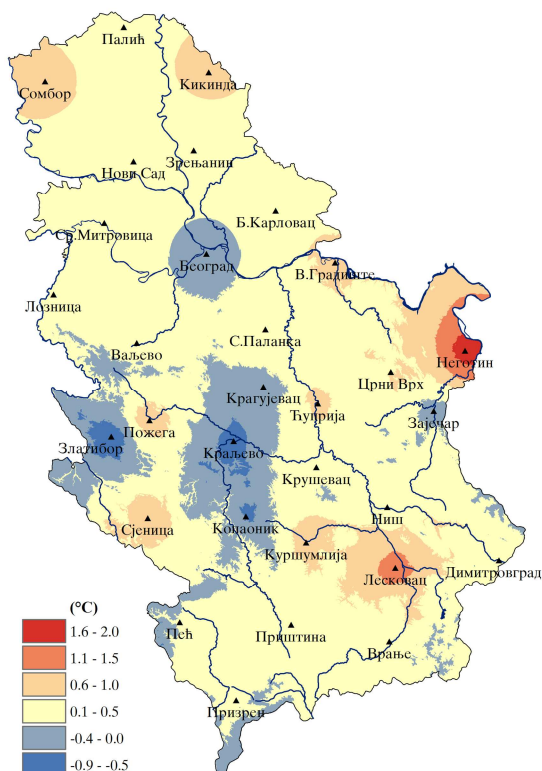 Палић
Сомбор
Кикинда
Зрењанин
Нови Сад
Б.Карловац
Ср.Митровица
Београд
В.Градиште
Лозница
С.Паланка
Ваљево
Неготин
Црни Врх
Крагујевац
Ћуприја
Зајечар
Пожега
Златибор
Краљево
Крушевац
Ниш
Сјеница
Копаоник
Куршумлија
Димитровград
Лесковац
(°C)
1.6 - 2.0
1.1 - 1.5
0.6 - 1.0
0.1 - 0.5
-0.4 - 0.0
-0.9 - -0.5
Пећ
Приштина
Врање
Призрен